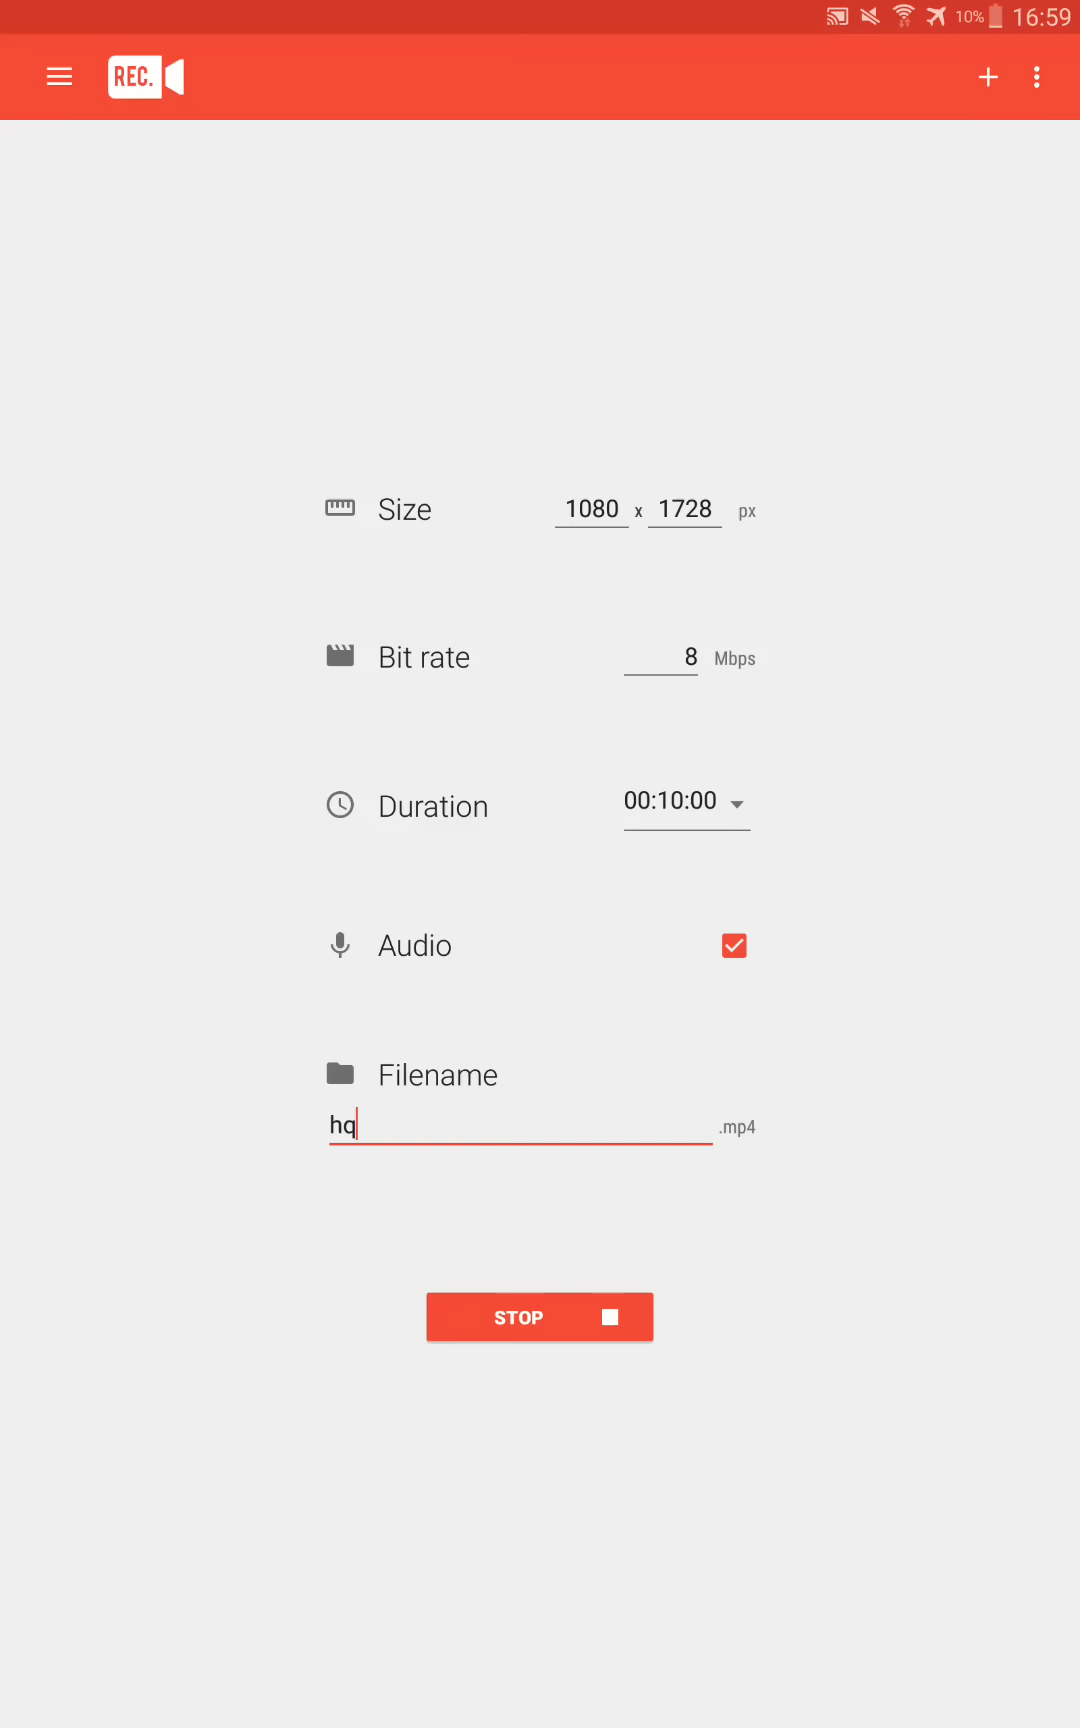 10% 16:59
REC.
Size 1080 x 1728 px
Bit rate 8 Mbps
Duration 00:10:00
Audio
Filename
hq .mp4
STOP